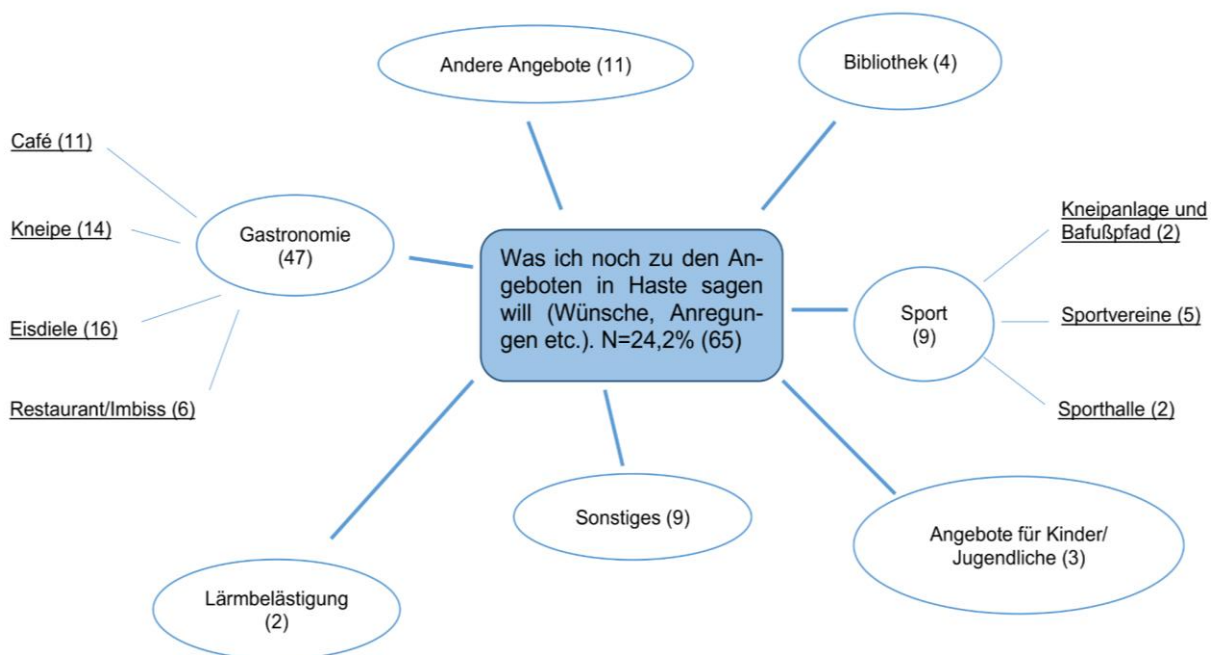 Andere Angebote (11)
Bibliothek (4)
Café (11)
Kneipe (14)
Eisdiele (16)
Restaurant/Imbiss (6)
Gastronomie
(47)
Was ich noch zu den An-
geboten in Haste sagen
will (Wünsche, Anregun-
gen etc.). N=24,2% (65)
Sport
(9)
Kneipanlage und
Bafußpfad (2)
Sportvereine (5)
Sporthalle (2)
Sonstiges (9)
Angebote für Kinder/
Jugendliche (3)
Lärmbelästigung
(2)